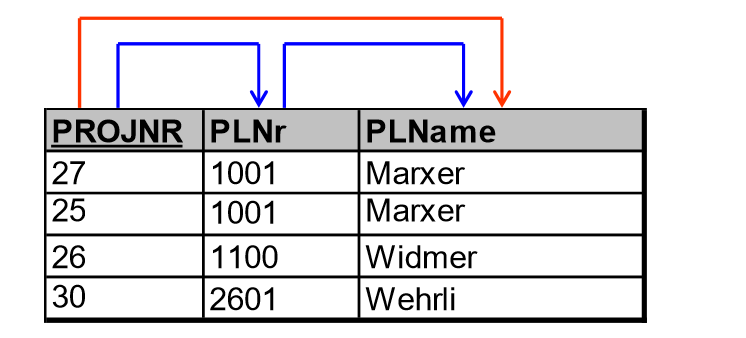 PROJNR PLNr PLName
27 1001 Marxer
25 1001 Marxer
26 1100 Widmer
30 2601 Wehrli